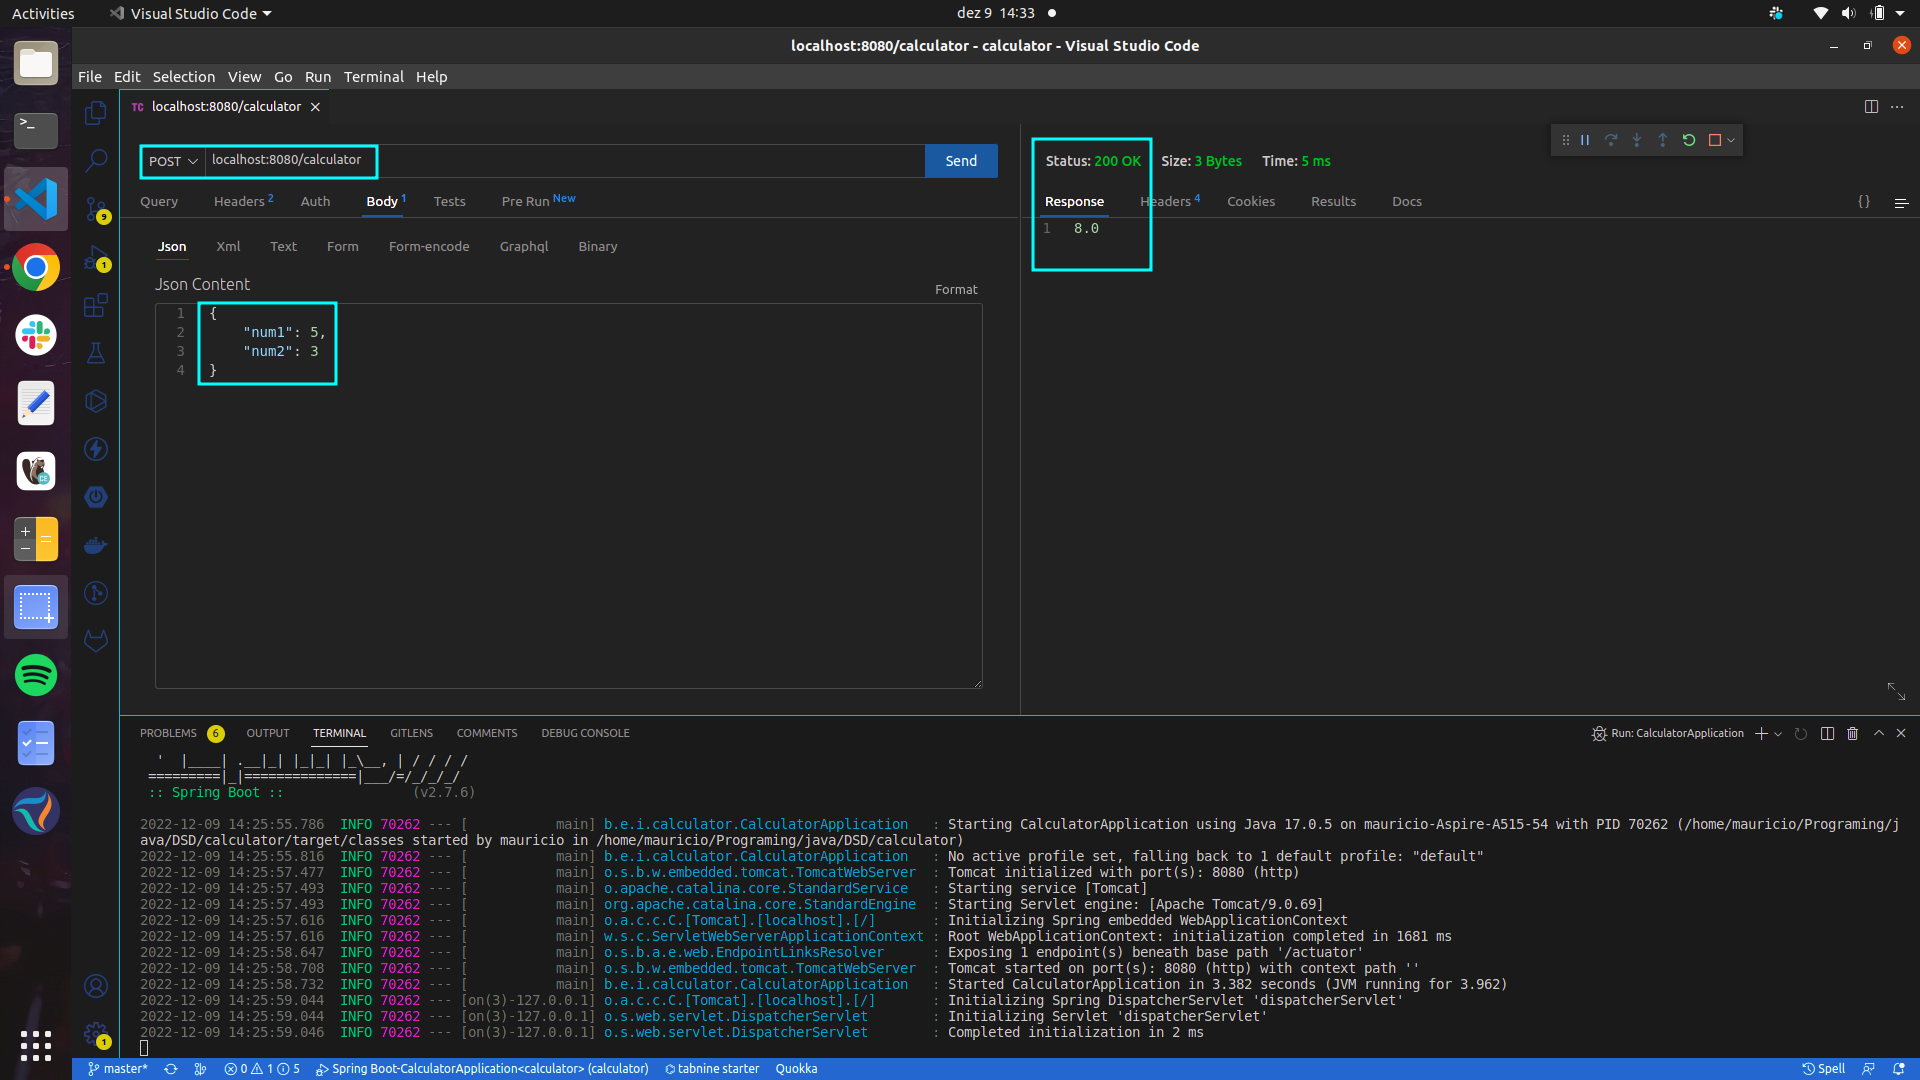 Activities
Visual Studio Code
dez 9 14:33
localhost:8080/calculator - calculator - Visual Studio Code
File Edit Selection View Go Run Terminal Help
TC localhost:8080/calculator
POST localhost:8080/calculator
Send
Status: 200 OK Size: 3 Bytes Time: 5 ms
Query Headers 2 Auth Body 1 Tests Pre Run New
Response Headers 4 Cookies Results Docs
{}
1 8.0
Json Xml Text Form Form-encode Graphql Binary
Json Content
Format
1 {
2 "num1": 5,
3 "num2": 3
4 }
9
1
PROBLEMS 6 OUTPUT TERMINAL GITLENS COMMENTS DEBUG CONSOLE
Run: CalculatorApplication
' |____| .__|_| |_|_| |_\__, | / / / /
=========|_|==============|___/=/_/_/_/
:: Spring Boot :: (v2.7.6)
2022-12-09 14:25:55.786 INFO 70262 --- [ main] b.e.i.calculator.CalculatorApplication : Starting CalculatorApplication using Java 17.0.5 on mauricio-Aspire-A515-54 with PID 70262 (/home/mauricio/Programing/j
ava/DSD/calculator/target/classes started by mauricio in /home/mauricio/Programing/java/DSD/calculator)
2022-12-09 14:25:55.816 INFO 70262 --- [ main] b.e.i.calculator.CalculatorApplication : No active profile set, falling back to 1 default profile: "default"
2022-12-09 14:25:57.477 INFO 70262 --- [ main] o.s.b.w.embedded.tomcat.TomcatWebServer : Tomcat initialized with port(s): 8080 (http)
2022-12-09 14:25:57.493 INFO 70262 --- [ main] o.apache.catalina.core.StandardService : Starting service [Tomcat]
2022-12-09 14:25:57.493 INFO 70262 --- [ main] org.apache.catalina.core.StandardEngine : Starting Servlet engine: [Apache Tomcat/9.0.69]
2022-12-09 14:25:57.616 INFO 70262 --- [ main] o.a.c.c.C.[Tomcat].[localhost].[/] : Initializing Spring embedded WebApplicationContext
2022-12-09 14:25:57.616 INFO 70262 --- [ main] w.s.c.ServletWebServerApplicationContext : Root WebApplicationContext: initialization completed in 1681 ms
2022-12-09 14:25:58.647 INFO 70262 --- [ main] o.s.b.a.e.web.EndpointLinksResolver : Exposing 1 endpoint(s) beneath base path '/actuator'
2022-12-09 14:25:58.708 INFO 70262 --- [ main] o.s.b.w.embedded.tomcat.TomcatWebServer : Tomcat started on port(s): 8080 (http) with context path ''
2022-12-09 14:25:58.732 INFO 70262 --- [ main] b.e.i.calculator.CalculatorApplication : Started CalculatorApplication in 3.382 seconds (JVM running for 3.962)
2022-12-09 14:25:59.044 INFO 70262 --- [on(3)-127.0.0.1] o.a.c.c.C.[Tomcat].[localhost].[/] : Initializing Spring DispatcherServlet 'dispatcherServlet'
2022-12-09 14:25:59.044 INFO 70262 --- [on(3)-127.0.0.1] o.s.web.servlet.DispatcherServlet : Initializing Servlet 'dispatcherServlet'
2022-12-09 14:25:59.046 INFO 70262 --- [on(3)-127.0.0.1] o.s.web.servlet.DispatcherServlet : Completed initialization in 2 ms
1
master* 0 1 5 Spring Boot-CalculatorApplication<calculator> (calculator) tabnine starter Quokka
Spell